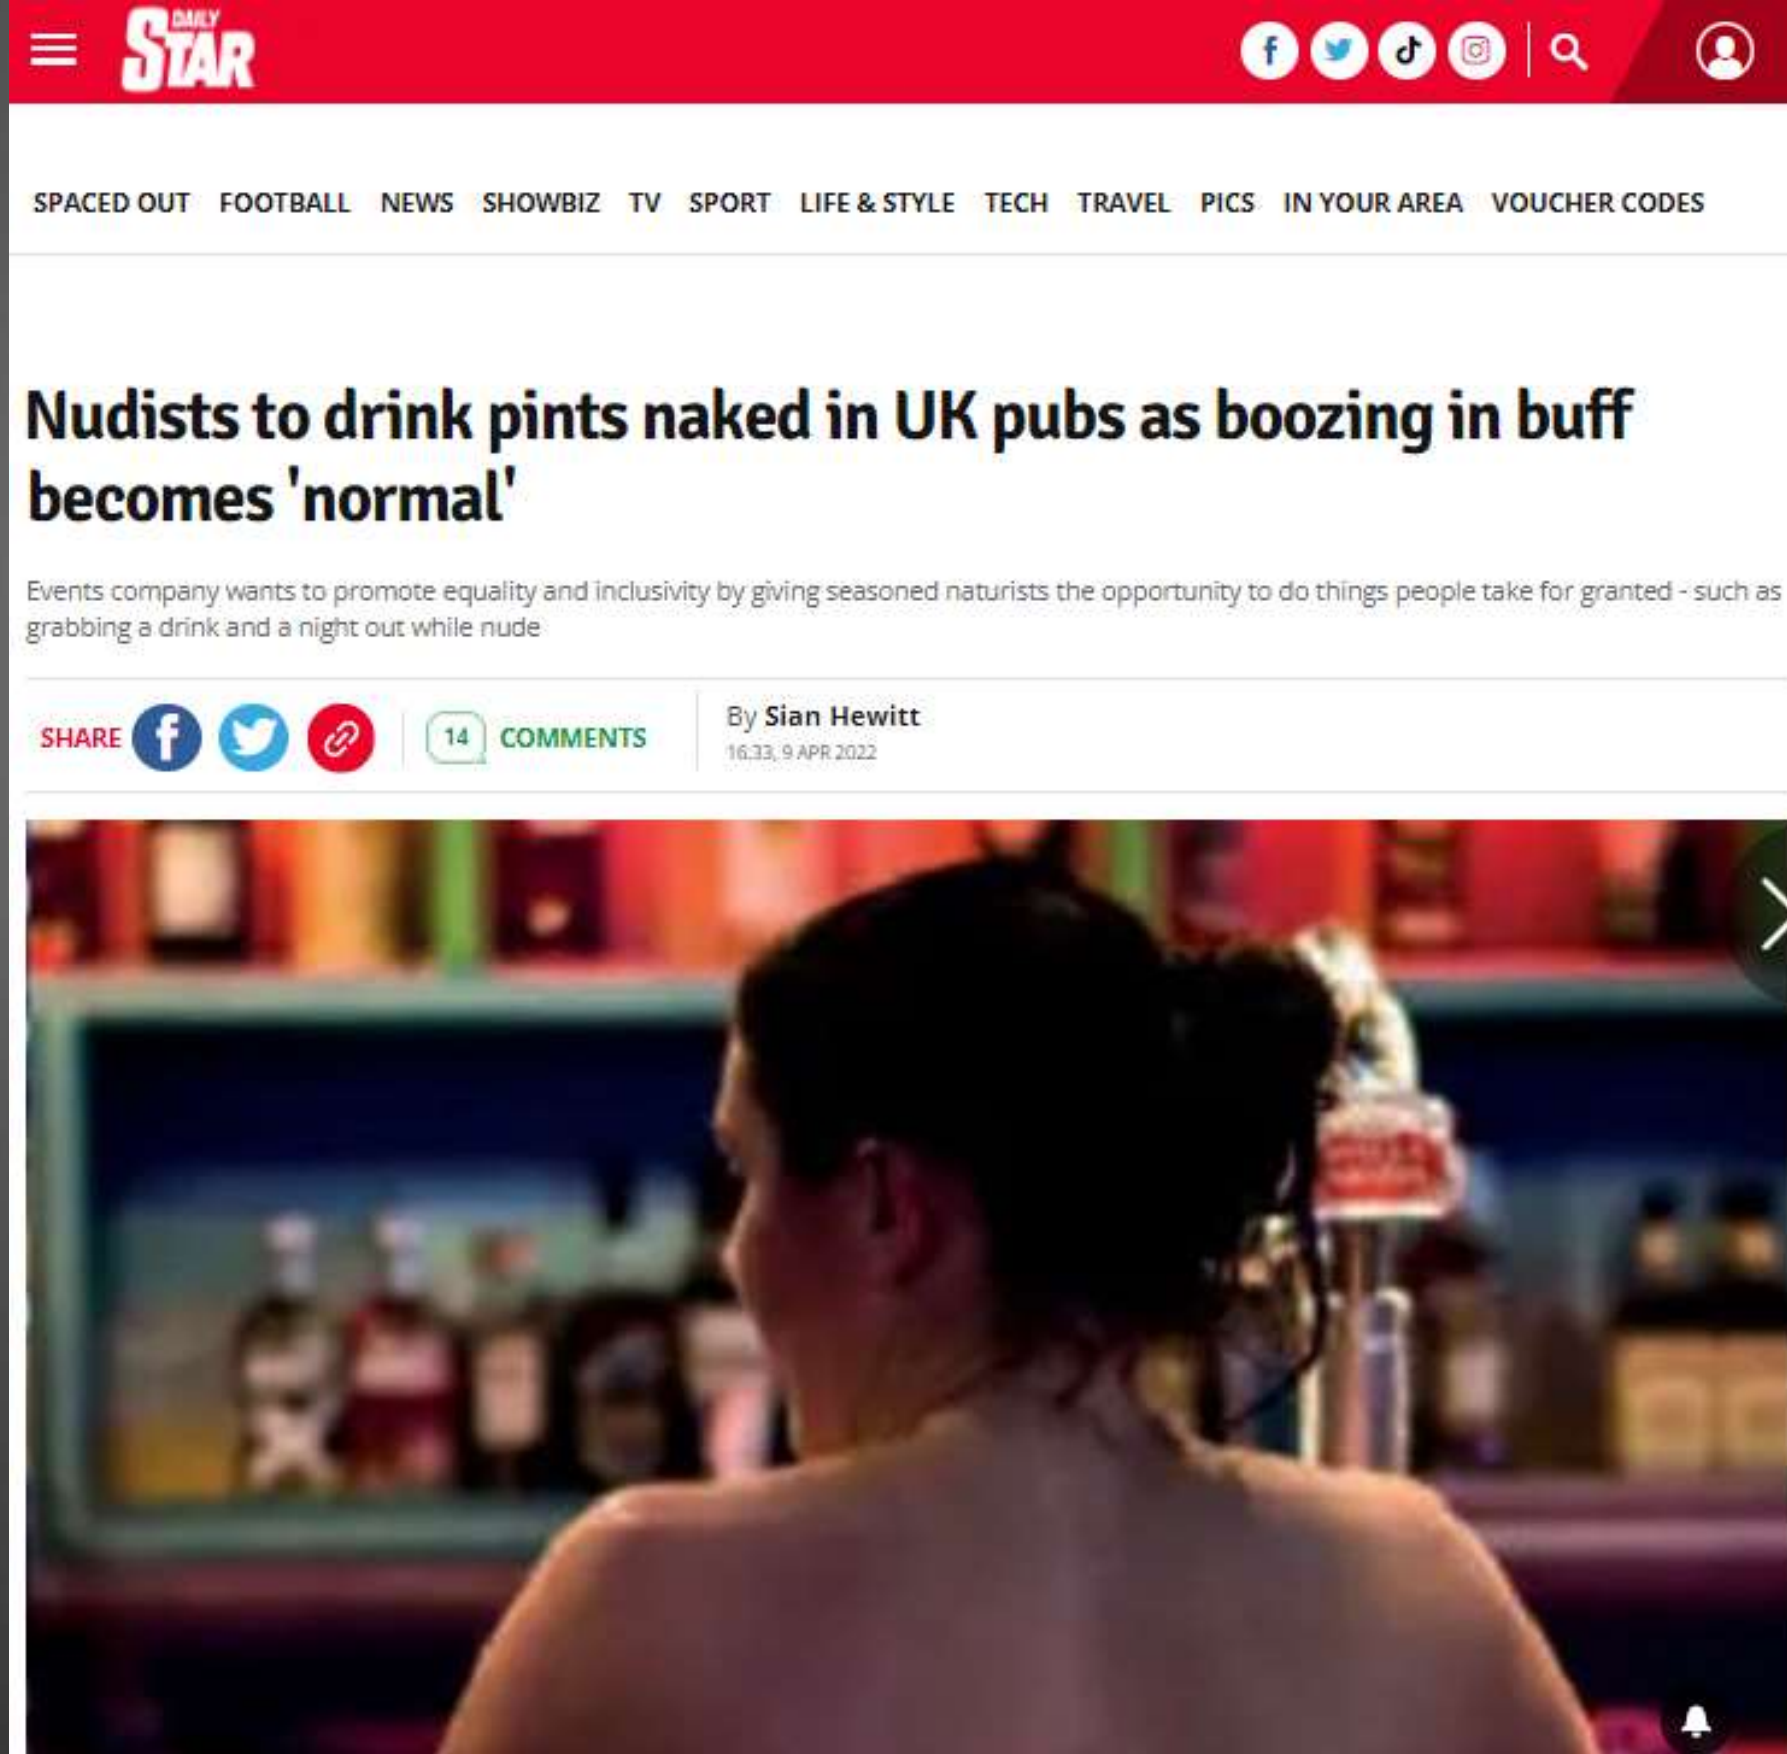 DAILY
STAR
SPACED OUT FOOTBALL NEWS SHOWBIZ TV SPORT LIFE & STYLE TECH TRAVEL PICS IN YOUR AREA VOUCHER CODES
Nudists to drink pints naked in UK pubs as boozing in buff
becomes 'normal'
Events company wants to promote equality and inclusivity by giving seasoned naturists the opportunity to do things people take for granted - such as
grabbing a drink and a night out while nude
SHARE 14 COMMENTS
By Sian Hewitt
16:33, 9 APR 2022